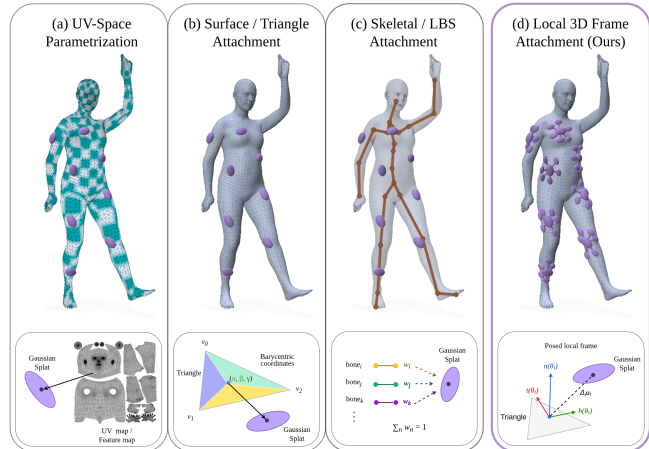 (a) UV-Space
Parametrization
(b) Surface / Triangle
Attachment
(c) Skeletal / LBS
Attachment
(d) Local 3D Frame
Attachment (Ours)
Gaussian
Splat
UV map /
Feature map
v₀
Triangle
Barycentric
coordinates
(α, β, γ)
v₁
v₂
Gaussian
Splat
boneᵢ wᵢ
boneⱼ wⱼ
boneₖ wₖ
⋮
∑ₙ wₙ = 1
Gaussian
Splat
Posed local frame
n(θₜ)
Gaussian
Splat
t(θₜ)
Triangle
b(θₜ)